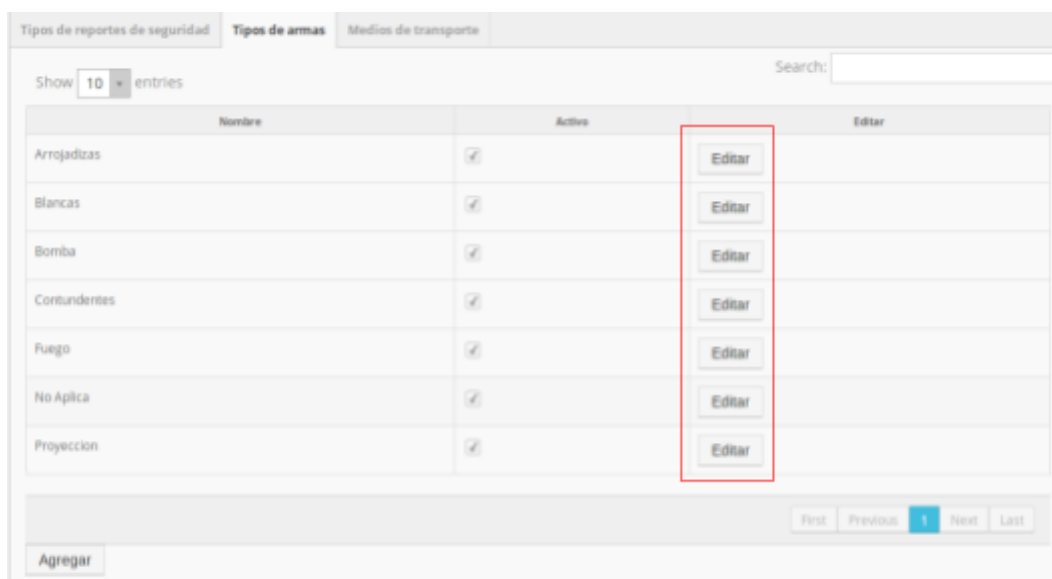 Tipos de reportes de seguridad Tipos de armas Medios de transporte
Search:
Show 10 entries
Nombre Activo Editar
Arrojadizas Editar
Blancas Editar
Bomba Editar
Contundentes Editar
Fuego Editar
No Aplica Editar
Proyeccion Editar
First Previous 1 Next Last
Agregar